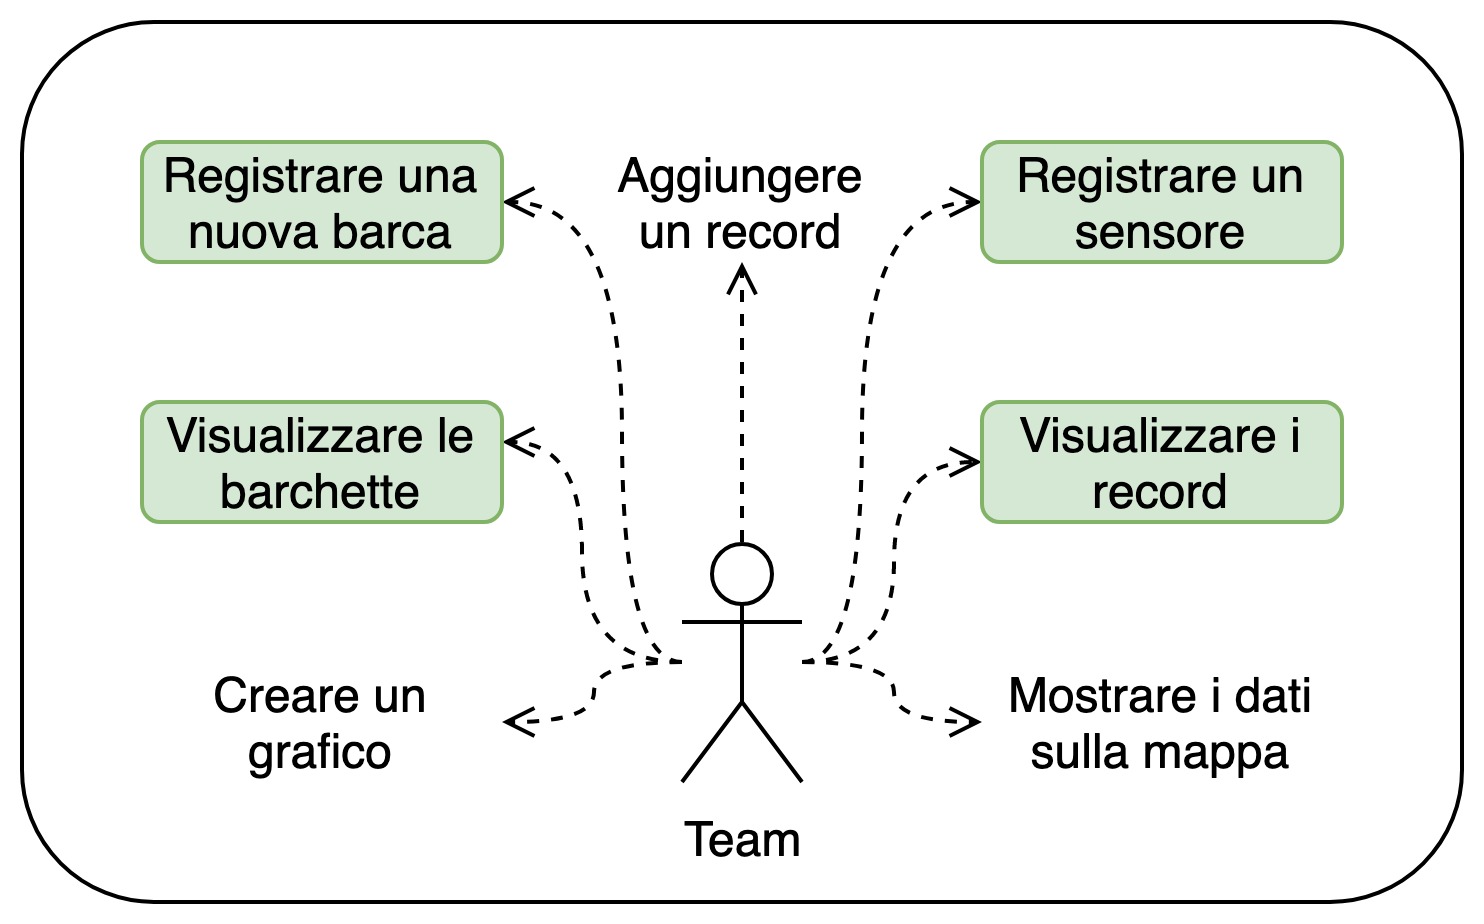 Registrare una
nuova barca
Aggiungere
un record
Registrare un
sensore
Visualizzare le
barchette
Visualizzare i
record
Creare un
grafico
Mostrare i dati
sulla mappa
Team